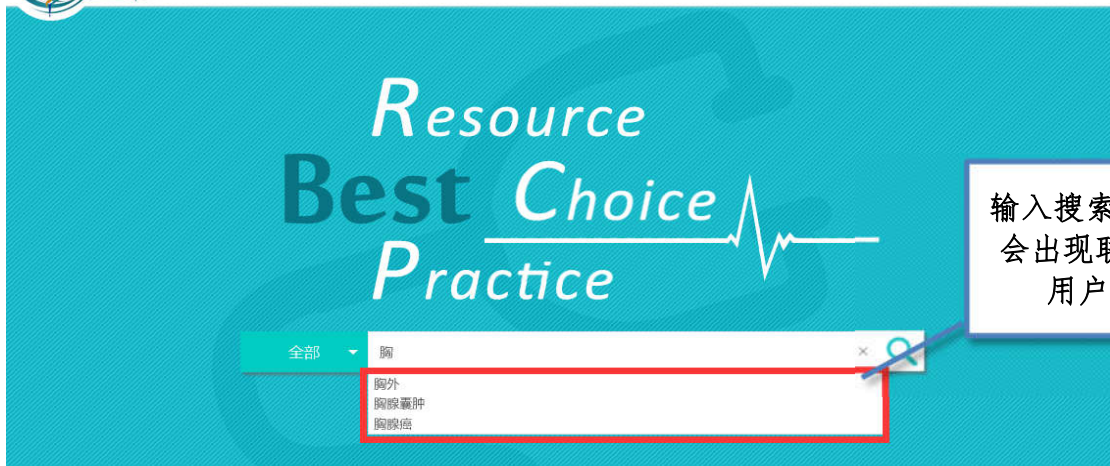 Resource
Best Choice
Practice
输入搜索
会出现联
用户
全部
胸
×
胸外
胸腺囊肿
胸腺癌